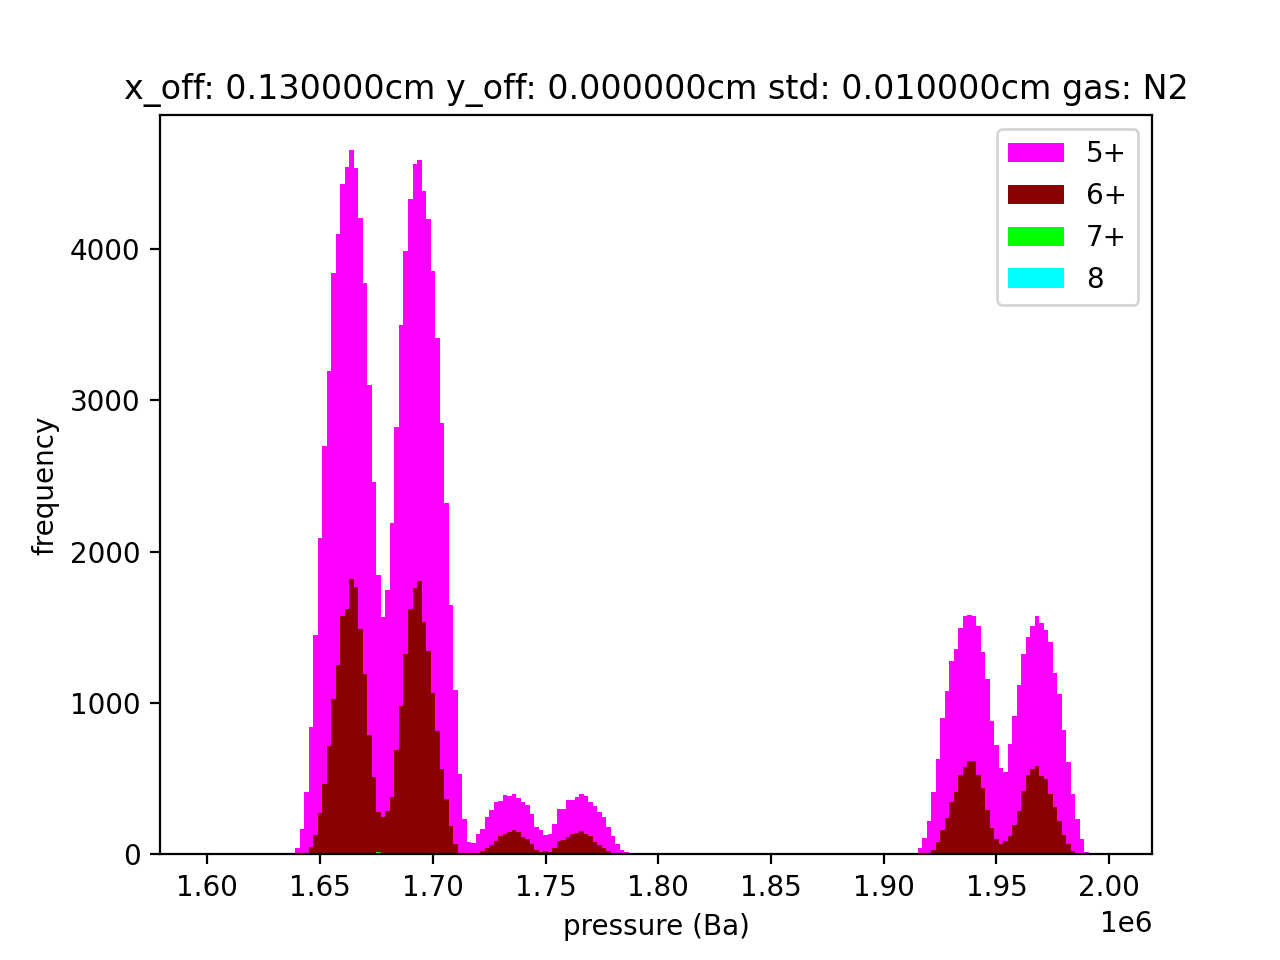 x_off: 0.130000cm y_off: 0.000000cm std: 0.010000cm gas: N2
5+
6+
7+
8
frequency
4000
3000
2000
1000
0
1.60 1.65 1.70 1.75 1.80 1.85 1.90 1.95 2.00
1e6
pressure (Ba)